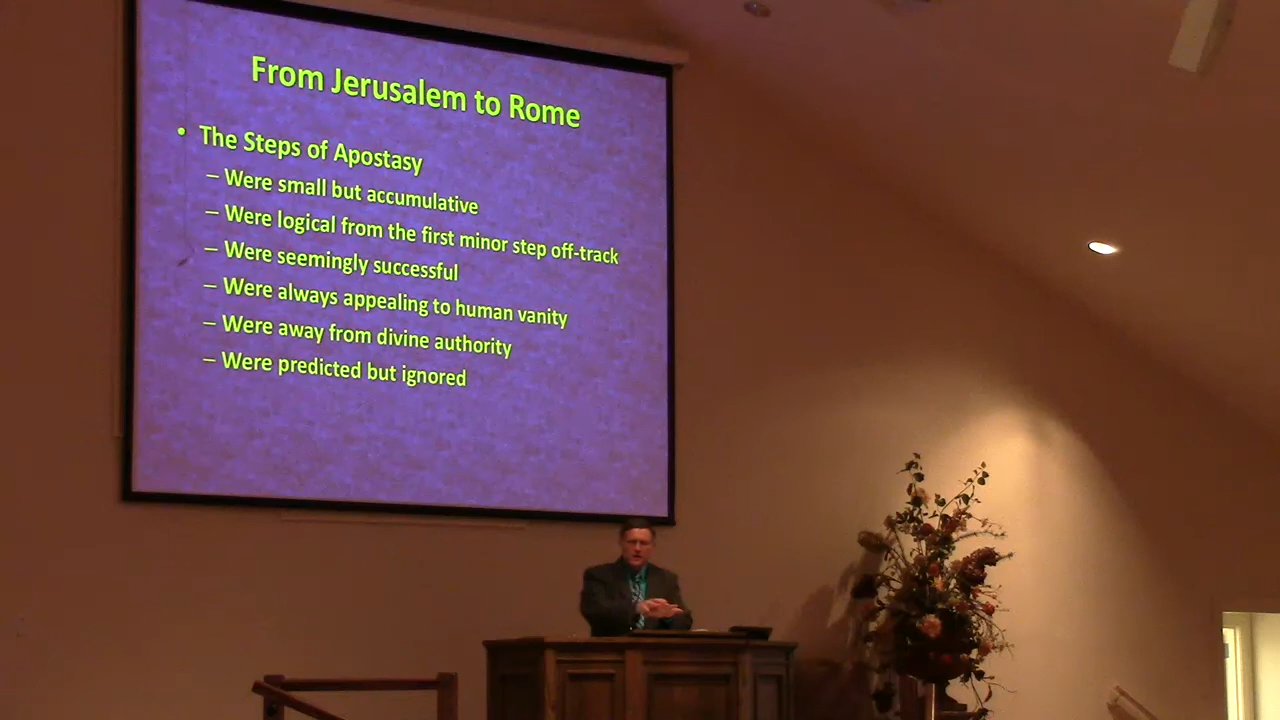 From Jerusalem to Rome
• The Steps of Apostasy
– Were small but accumulative
– Were logical from the first minor step off-track
– Were seemingly successful
– Were always appealing to human vanity
– Were away from divine authority
– Were predicted but ignored